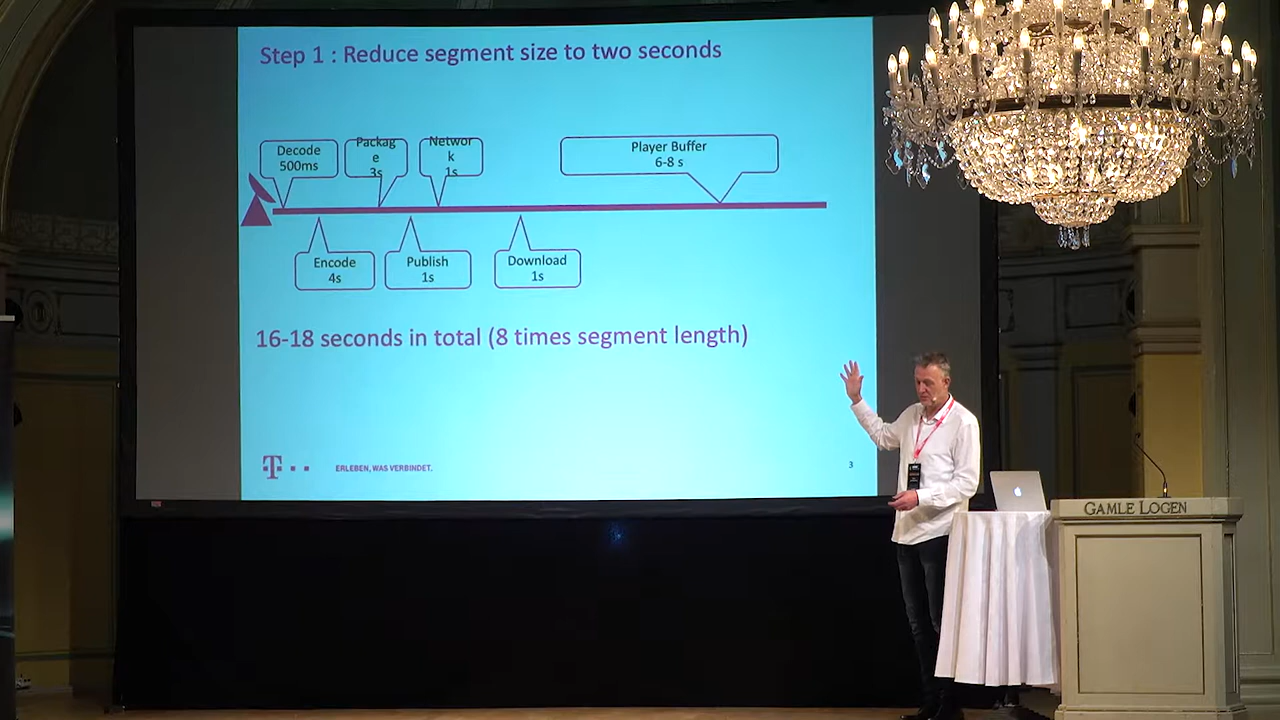 Step 1 : Reduce segment size to two seconds
Decode
500ms
Packag
e
3s
Networ
k
1s
Player Buffer
6-8 s
Encode
4s
Publish
1s
Download
1s
16-18 seconds in total (8 times segment length)
T
ERLEBEN, WAS VERBINDET.
3
GAMLE LOGEN